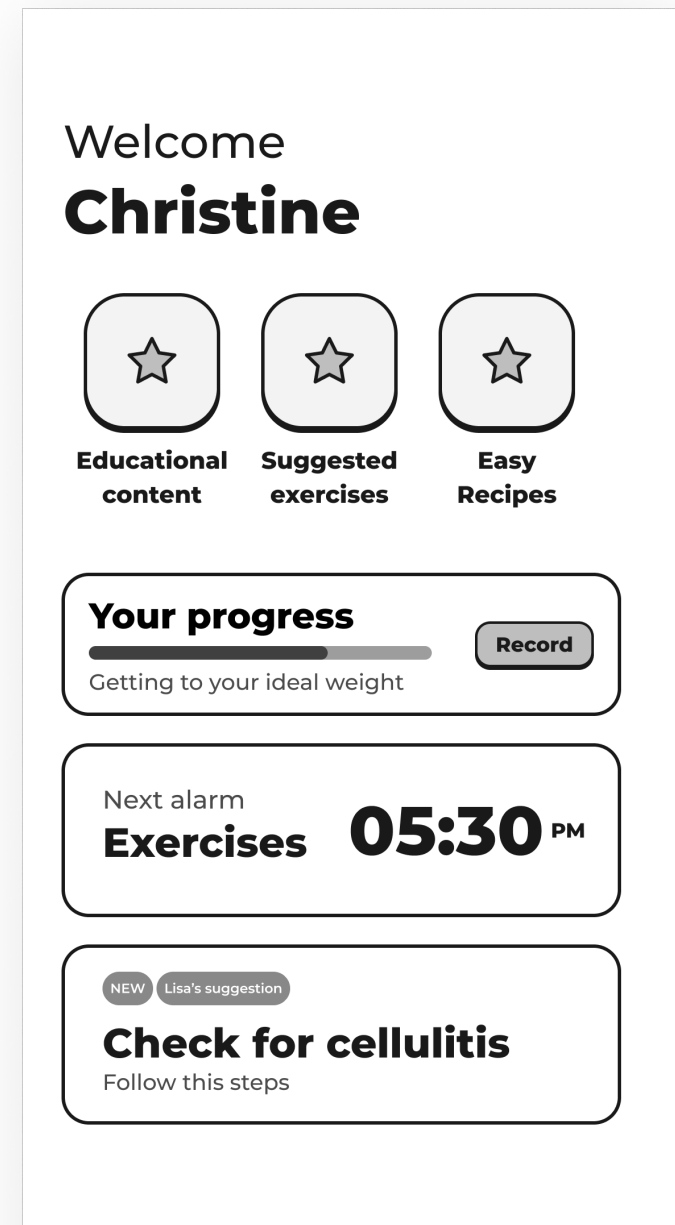 Welcome
Christine
Educational
content
Suggested
exercises
Easy
Recipes
Your progress
Getting to your ideal weight
Record
Next alarm
Exercises
05:30 PM
NEW
Lisa's suggestion
Check for cellulitis
Follow this steps